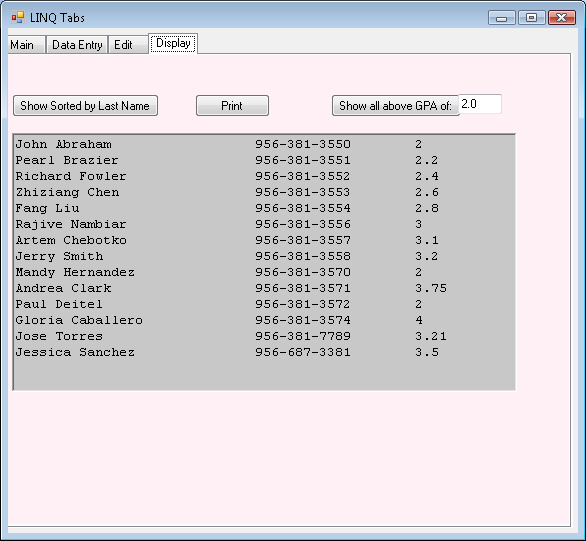 LINQ Tabs
Main Data Entry Edit Display
Show Sorted by Last Name Print Show all above GPA of: 2.0
John Abraham 956-381-3550 2
Pearl Brazier 956-381-3551 2.2
Richard Fowler 956-381-3552 2.4
Zhiziang Chen 956-381-3553 2.6
Fang Liu 956-381-3554 2.8
Rajive Nambiar 956-381-3556 3
Artem Chebotko 956-381-3557 3.1
Jerry Smith 956-381-3558 3.2
Mandy Hernandez 956-381-3570 2
Andrea Clark 956-381-3571 3.75
Paul Deitel 956-381-3572 2
Gloria Caballero 956-381-3574 4
Jose Torres 956-381-7789 3.21
Jessica Sanchez 956-687-3381 3.5